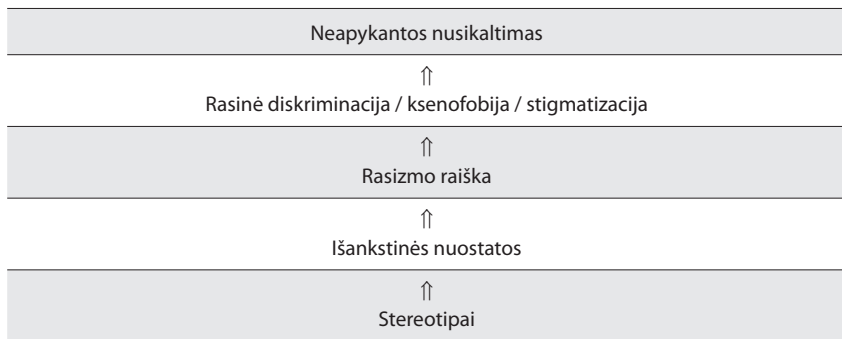 Neapykantos nusikaltimas
⇑
Rasinė diskriminacija / ksenofobija / stigmatizacija
⇑
Rasizmo raiška
⇑
Išankstinės nuostatos
⇑
Stereotipai